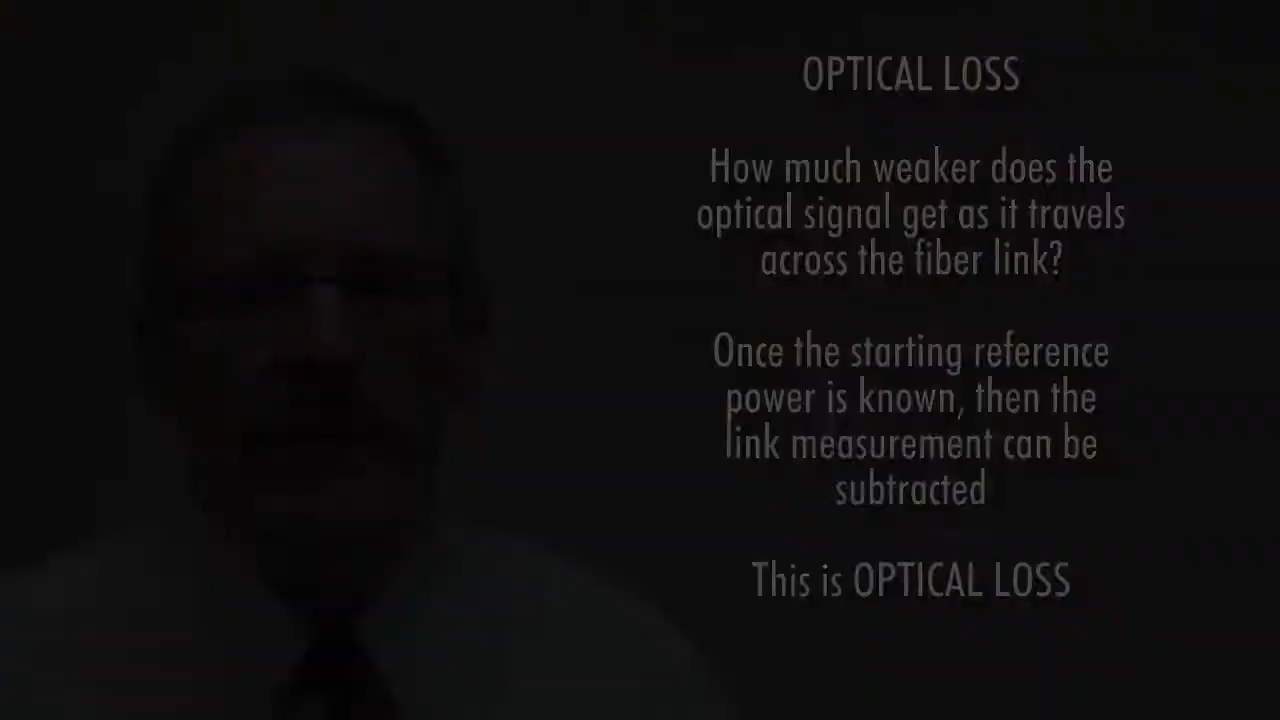 OPTICAL LOSS
How much weaker does the
optical signal get as it travels
across the fiber link?
Once the starting reference
power is known, then the
link measurement can be
subtracted
This is OPTICAL LOSS